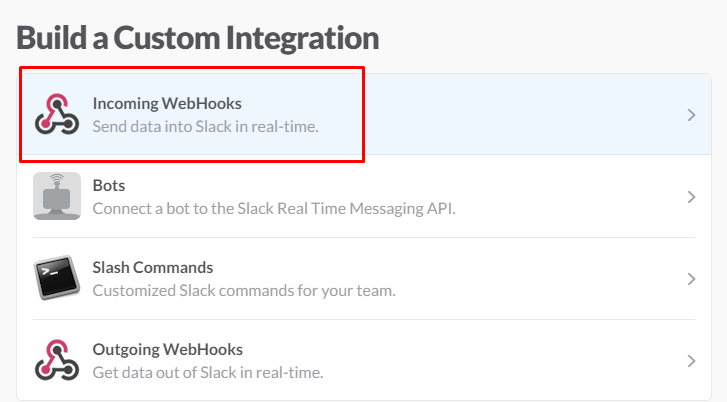 Build a Custom Integration
Incoming WebHooks
Send data into Slack in real-time.
Bots
Connect a bot to the Slack Real Time Messaging API.
>_
Slash Commands
Customized Slack commands for your team.
Outgoing WebHooks
Get data out of Slack in real-time.